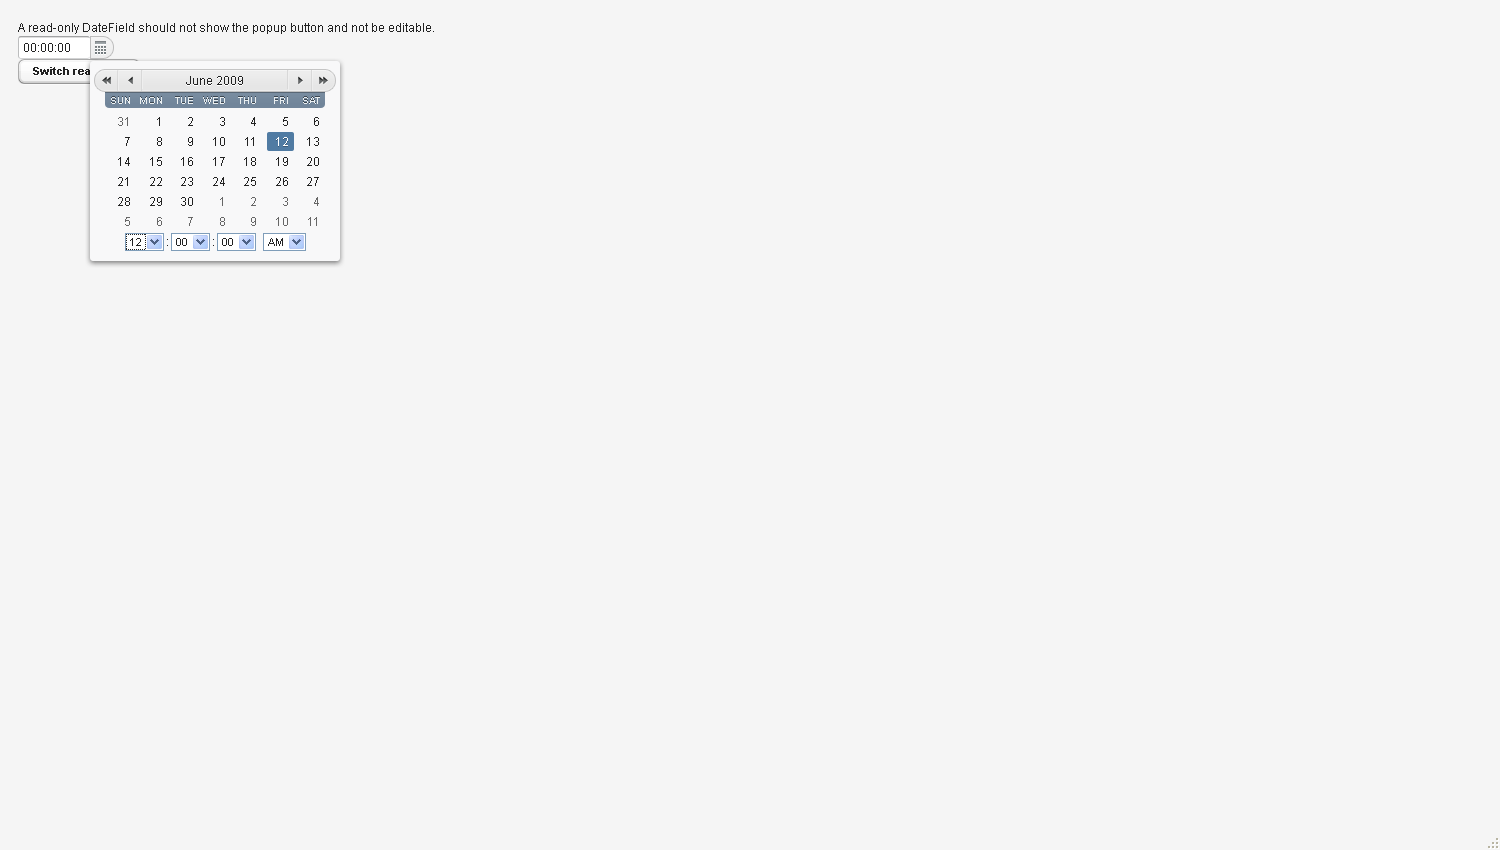 A read-only DateField should not show the popup button and not be editable.
00:00:00
Switch rea
June 2009
SUN MON TUE WED THU FRI SAT
31 1 2 3 4 5 6
7 8 9 10 11 12 13
14 15 16 17 18 19 20
21 22 23 24 25 26 27
28 29 30 1 2 3 4
5 6 7 8 9 10 11
12 : 00 : 00 AM